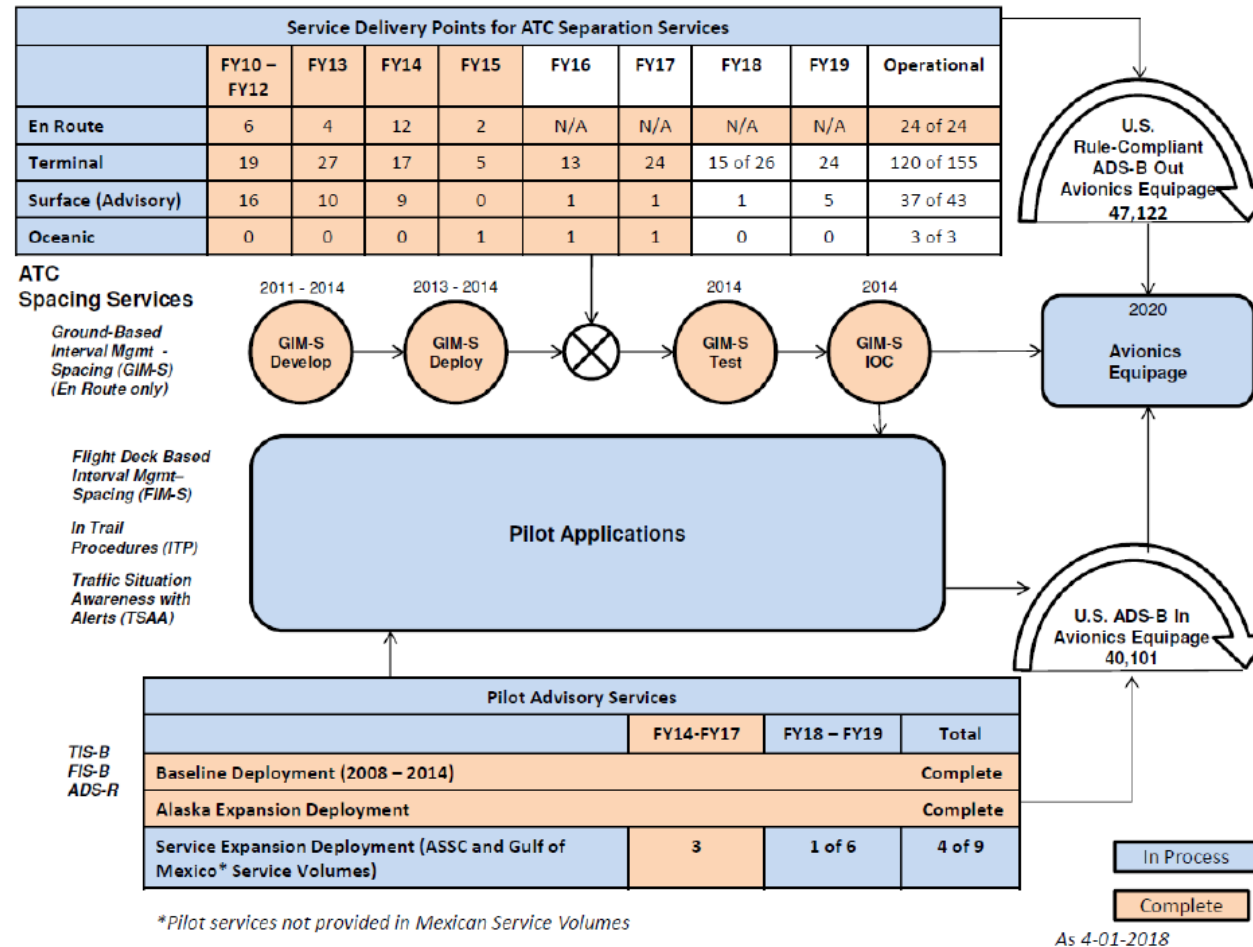 Service Delivery Points for ATC Separation Services
FY10 – FY13 FY14 FY15 FY16 FY17 FY18 FY19 Operational
FY12
En Route 6 4 12 2 N/A N/A N/A N/A 24 of 24
Terminal 19 27 17 5 13 24 15 of 26 24 120 of 155
Surface (Advisory) 16 10 9 0 1 1 1 5 37 of 43
Oceanic 0 0 0 1 1 1 0 0 3 of 3
U.S.
Rule-Compliant
ADS-B Out
Avionics Equipage
47,122
ATC
Spacing Services
Ground-Based
Interval Mgmt -
Spacing (GIM-S)
(En Route only)
2011 - 2014
GIM-S
Develop
2013 - 2014
GIM-S
Deploy
2014
GIM-S
Test
2014
GIM-S
IOC
2020
Avionics
Equipage
Flight Deck Based
Interval Mgmt–
Spacing (FIM-S)
In Trail
Procedures (ITP)
Traffic Situation
Awareness with
Alerts (TSAA)
Pilot Applications
U.S. ADS-B In
Avionics Equipage
40,101
TIS-B
FIS-B
ADS-R
Pilot Advisory Services
FY14-FY17 FY18 – FY19 Total
Baseline Deployment (2008 – 2014) Complete
Alaska Expansion Deployment Complete
Service Expansion Deployment (ASSC and Gulf of 3 1 of 6 4 of 9
Mexico* Service Volumes)
*Pilot services not provided in Mexican Service Volumes
In Process
Complete
As 4-01-2018